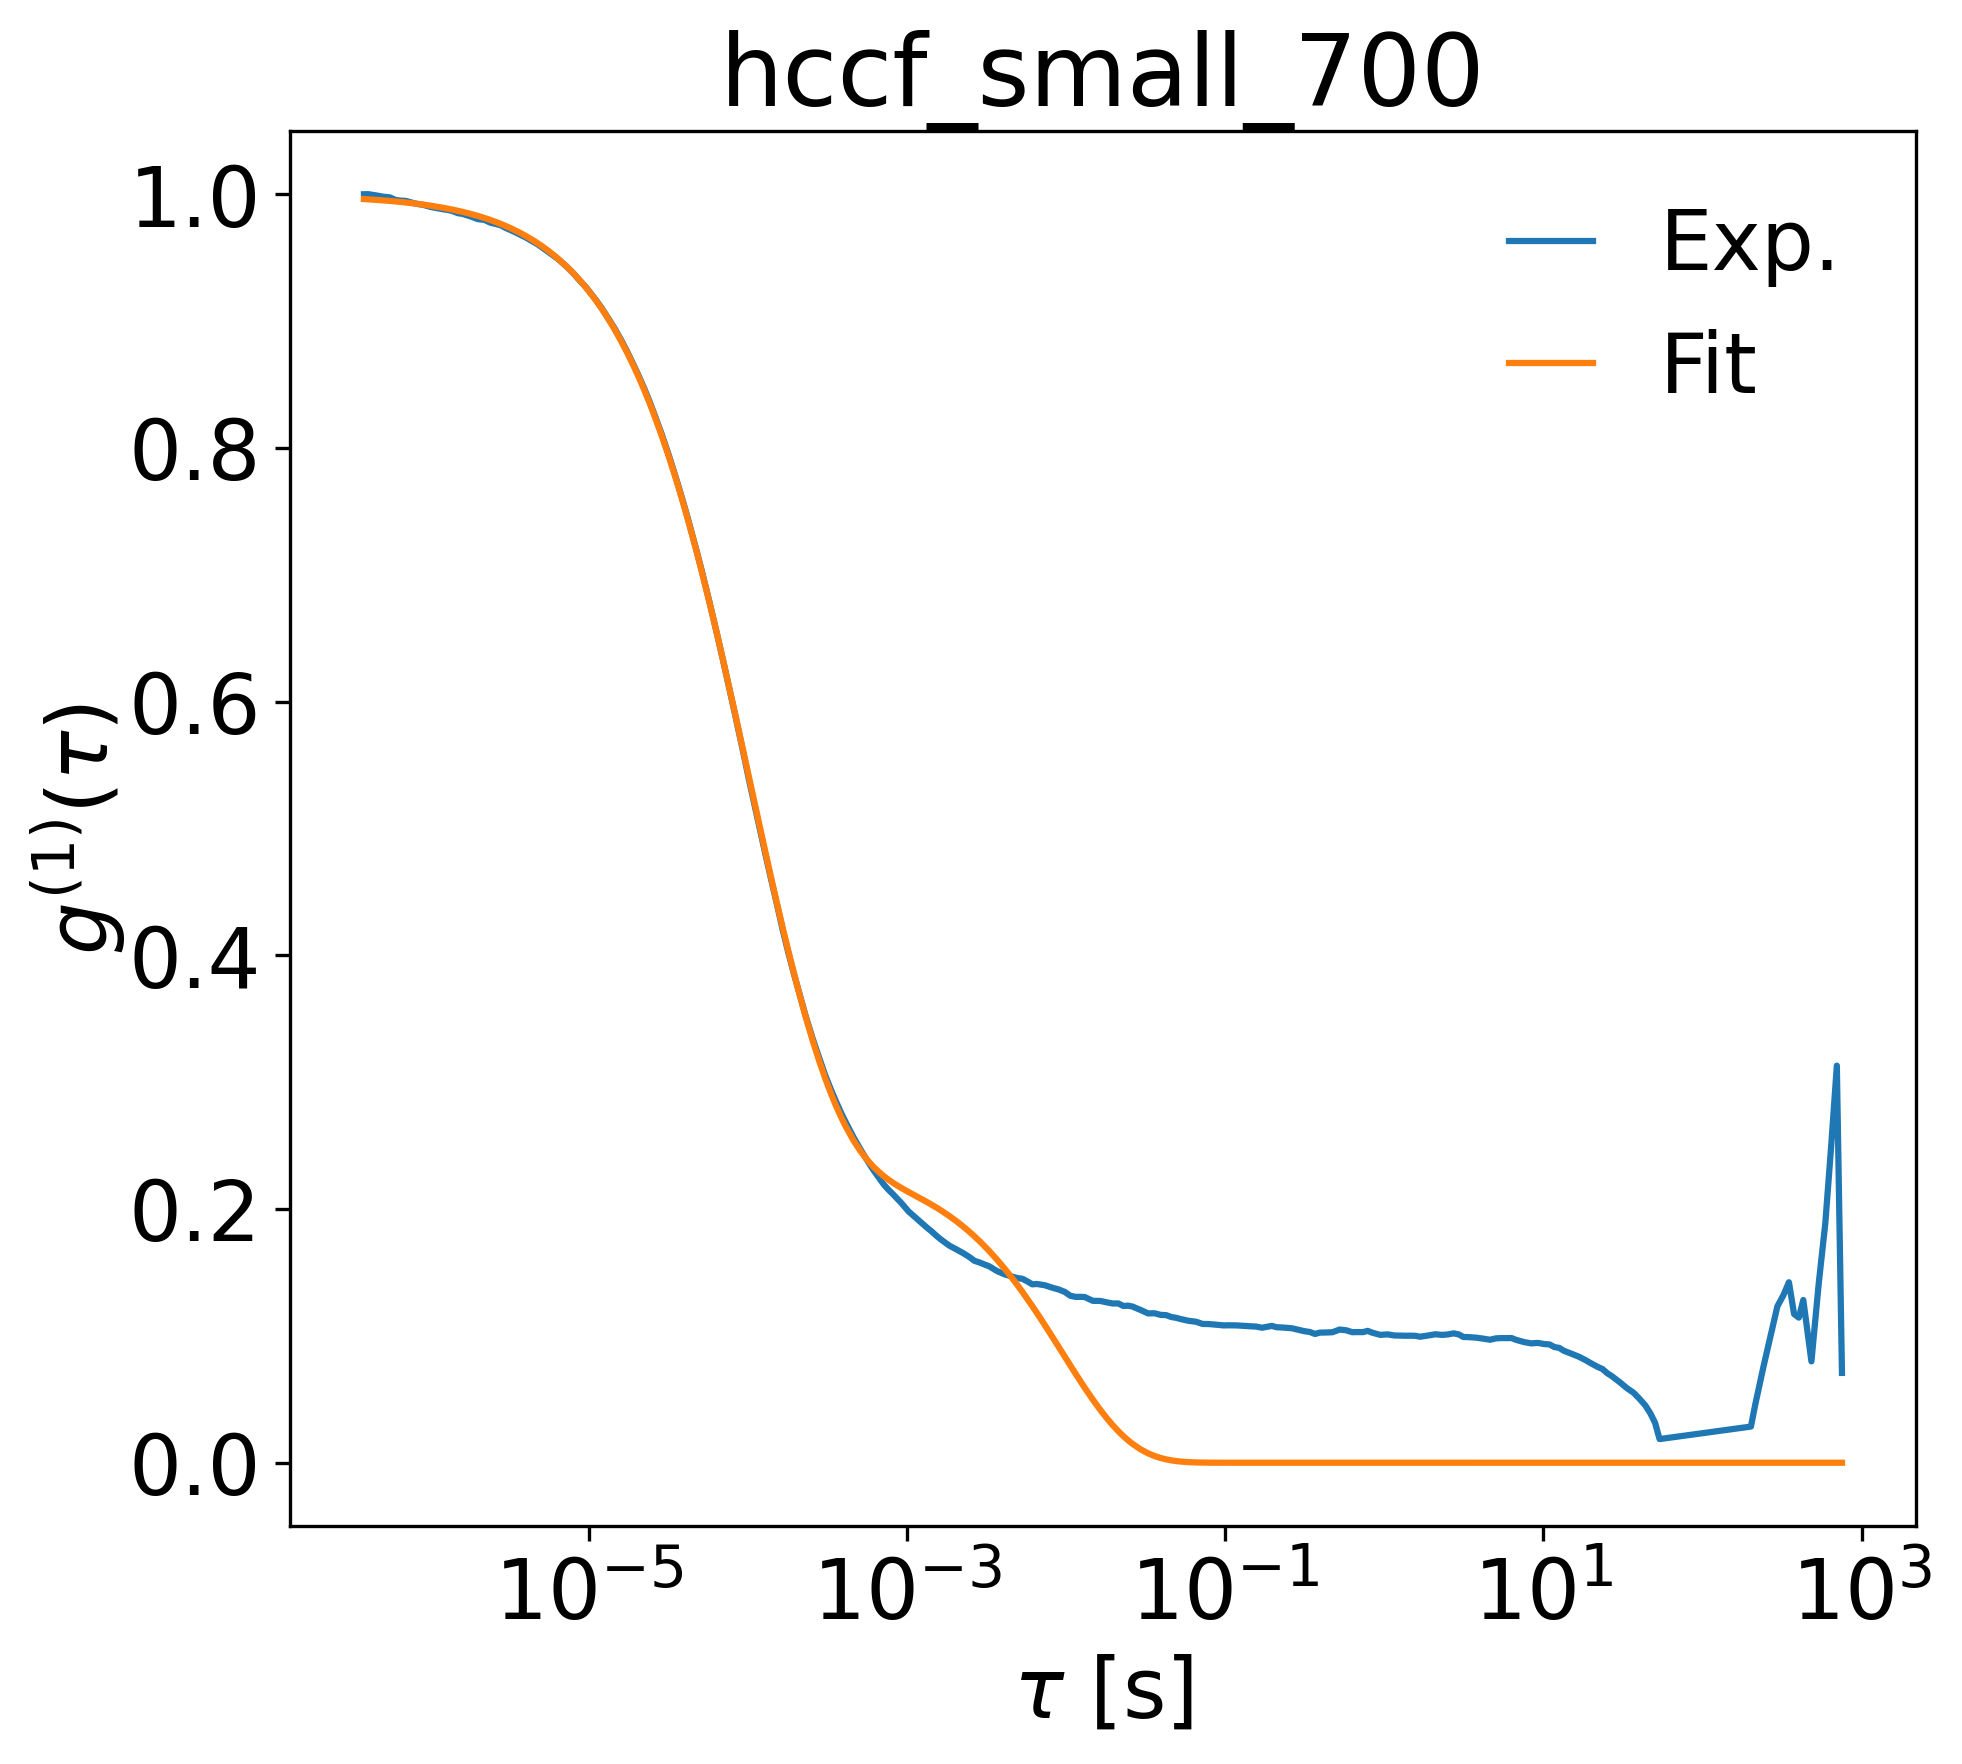 hccf_small_700
1.0
0.8
0.6
0.4
0.2
0.0
g^{(1)}(τ)
Exp.
Fit
10^{−5} 10^{−3} 10^{−1} 10^{1} 10^{3}
τ [s]